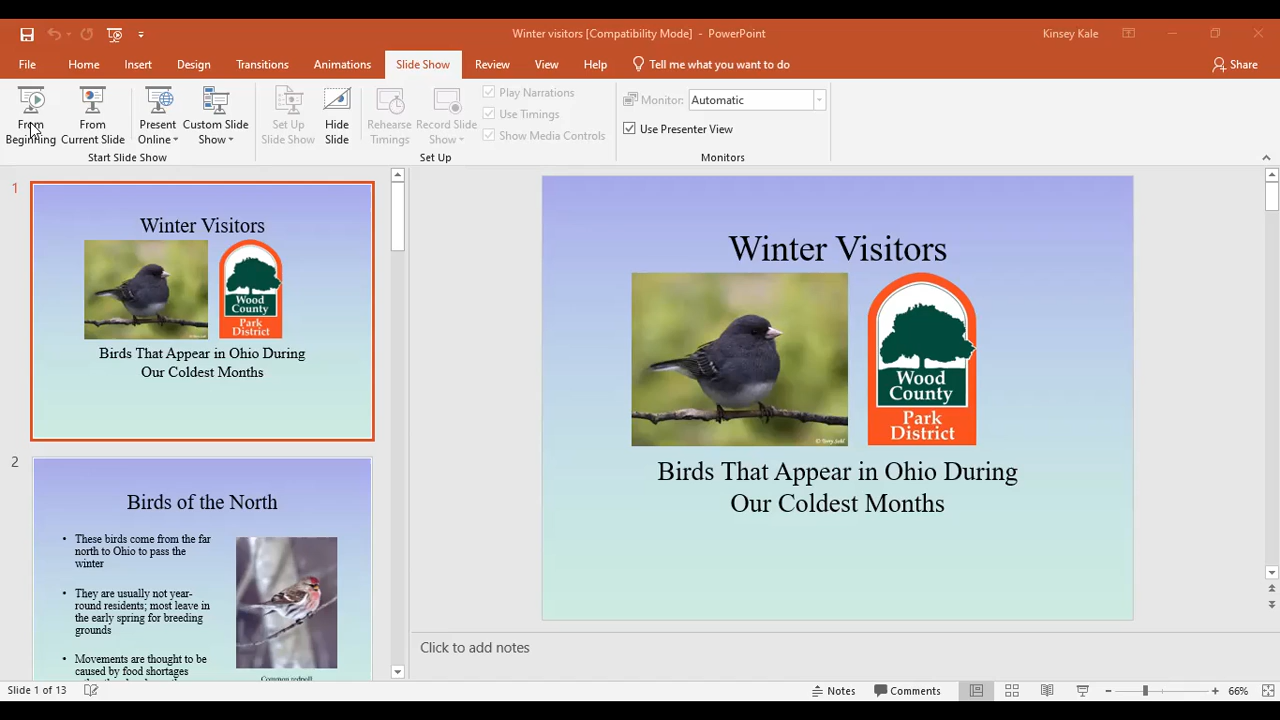 Winter visitors [Compatibility Mode] - PowerPoint
Kinsey Kale
File Home Insert Design Transitions Animations Slide Show Review View Help Tell me what you want to do Share
From Beginning
From Current Slide
Present Online
Custom Slide Show
Start Slide Show
Set Up Slide Show
Hide Slide
Rehearse Timings
Record Slide Show
Play Narrations
Use Timings
Show Media Controls
Set Up
Monitor: Automatic
Use Presenter View
Monitors
1
Winter Visitors
Wood
County
Park
District
Birds That Appear in Ohio During
Our Coldest Months
2
Birds of the North
• These birds come from the far
north to Ohio to pass the
winter
• They are usually not year-
round residents; most leave in
the early spring for breeding
grounds
• Movements are thought to be
caused by food shortages
Common redpoll
Winter Visitors
Wood
County
Park
District
Birds That Appear in Ohio During
Our Coldest Months
Click to add notes
Slide 1 of 13
Notes Comments 66%